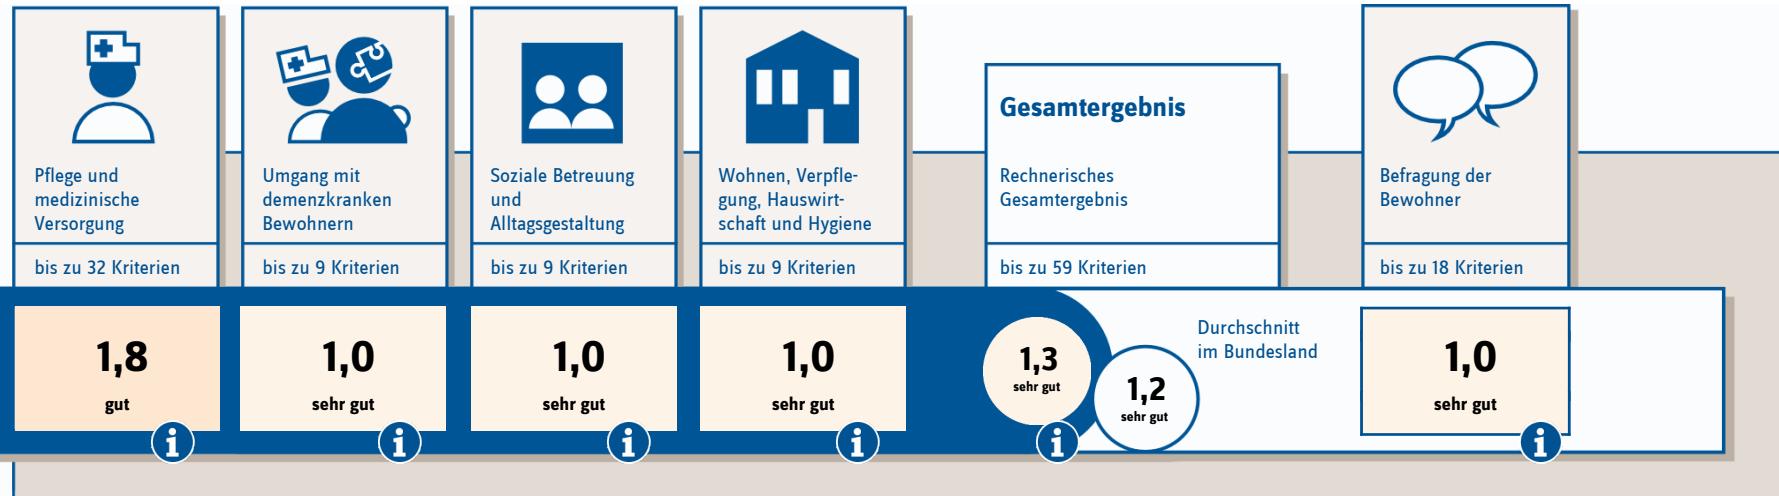 Pflege und
medizinische
Versorgung
bis zu 32 Kriterien
1,8
gut
i
Umgang mit
demenzkranken
Bewohnern
bis zu 9 Kriterien
1,0
sehr gut
i
Soziale Betreuung
und
Alltagsgestaltung
bis zu 9 Kriterien
1,0
sehr gut
i
Wohnen, Verpfle-
gung, Hauswirt-
schaft und Hygiene
bis zu 9 Kriterien
1,0
sehr gut
i
Gesamtergebnis
Rechnerisches
Gesamtergebnis
bis zu 59 Kriterien
1,3
sehr gut
i
1,2
sehr gut
Durchschnitt
im Bundesland
Befragung der
Bewohner
bis zu 18 Kriterien
1,0
sehr gut
i